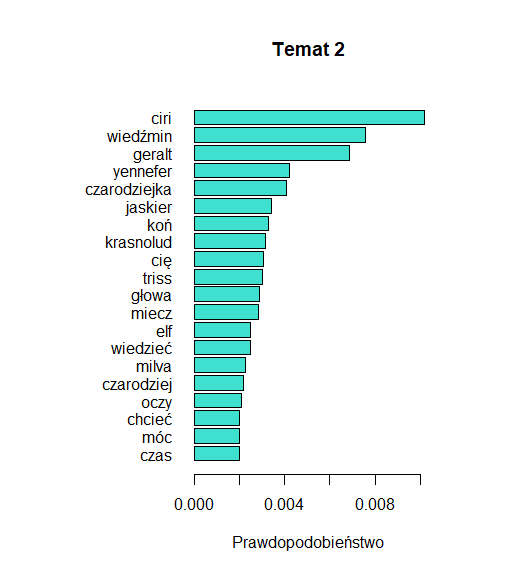 Temat 2
ciri
wiedźmin
geralt
yennefer
czarodziejka
jaskier
koń
krasnolud
cię
triss
głowa
miecz
elf
wiedzieć
milva
czarodziej
oczy
chcieć
móc
czas
0.000 0.004 0.008
Prawdopodobieństwo